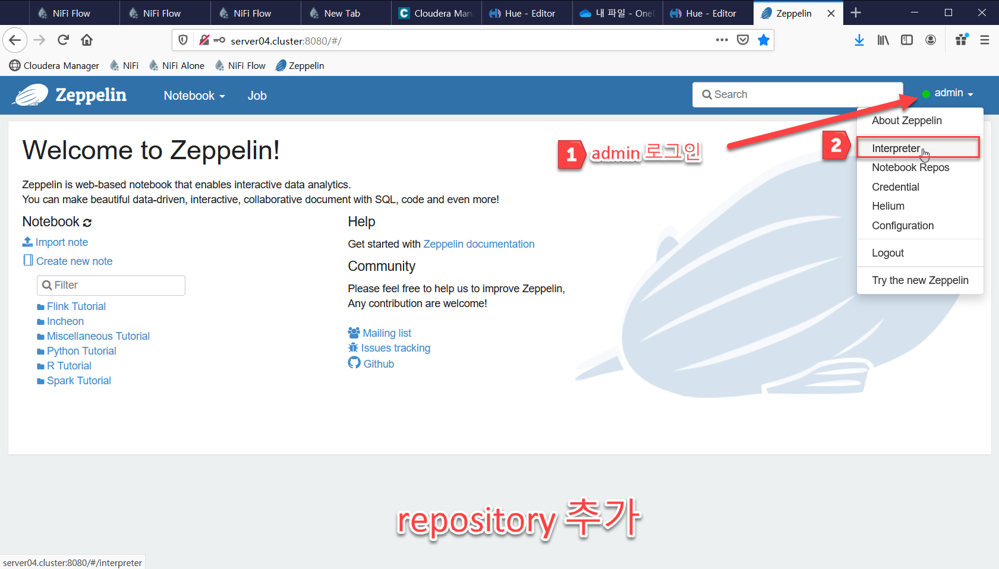 NiFi Flow
NiFi Flow
NiFi Flow
New Tab
Cloudera Man
Hue - Editor
내 파일 - One
Hue - Editor
Zeppelin
server04.cluster:8080/#/
Cloudera Manager
NiFi
NiFi Alone
NiFi Flow
Zeppelin
Zeppelin
Notebook
Job
Search
admin
About Zeppelin
Interpreter
Notebook Repos
Credential
Helium
Configuration
Logout
Try the new Zeppelin
1 admin 로그인
2
Welcome to Zeppelin!
Zeppelin is web-based notebook that enables interactive data analytics.
You can make beautiful data-driven, interactive, collaborative document with SQL, code and even more!
Notebook
Import note
Create new note
Filter
Flink Tutorial
Incheon
Miscellaneous Tutorial
Python Tutorial
R Tutorial
Spark Tutorial
Help
Get started with Zeppelin documentation
Community
Please feel free to help us to improve Zeppelin,
Any contribution are welcome!
Mailing list
Issues tracking
Github
repository 추가
server04.cluster:8080/#/interpreter